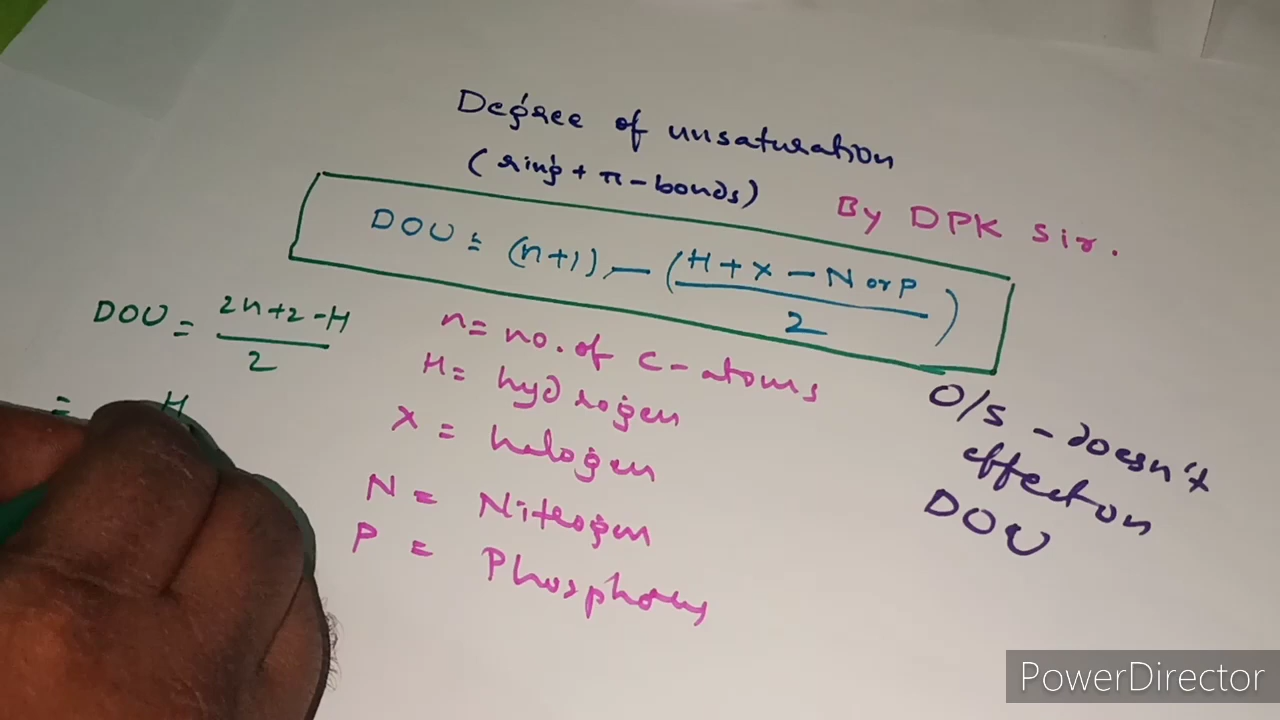 Degree of unsaturation
(ring + π-bonds)
By DPK Sir.
DOU = (n+1) - (H+X-N or P / 2)
DOU = 2n+2-H / 2
= H
n = no. of C-atoms
H = hydrogen
X = halogen
N = Nitrogen
P = Phosphorus
O/S - doesn't
effect on
DOU
PowerDirector